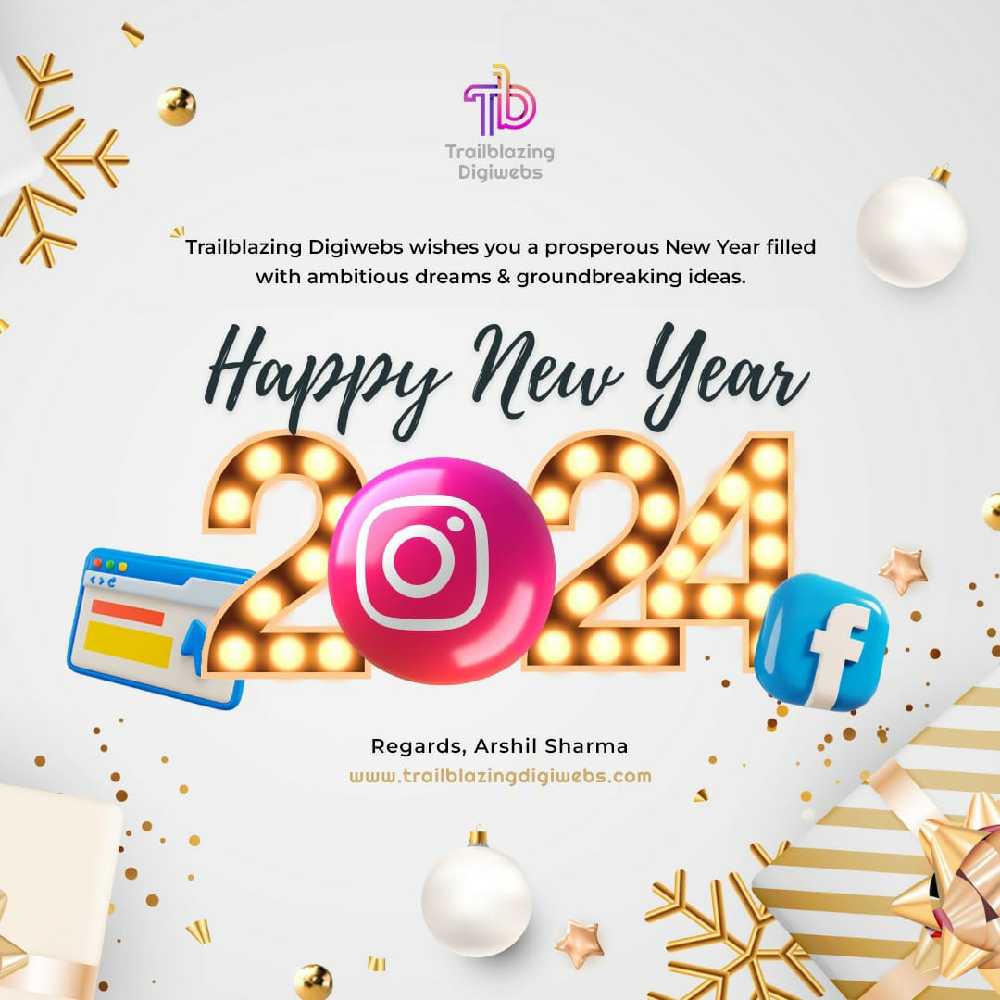 Trailblazing
Digiwebs
Trailblazing Digiwebs wishes you a prosperous New Year filled
with ambitious dreams & groundbreaking ideas.
Happy New Year
2024
Regards, Arshil Sharma
www.trailblazingdigiwebs.com